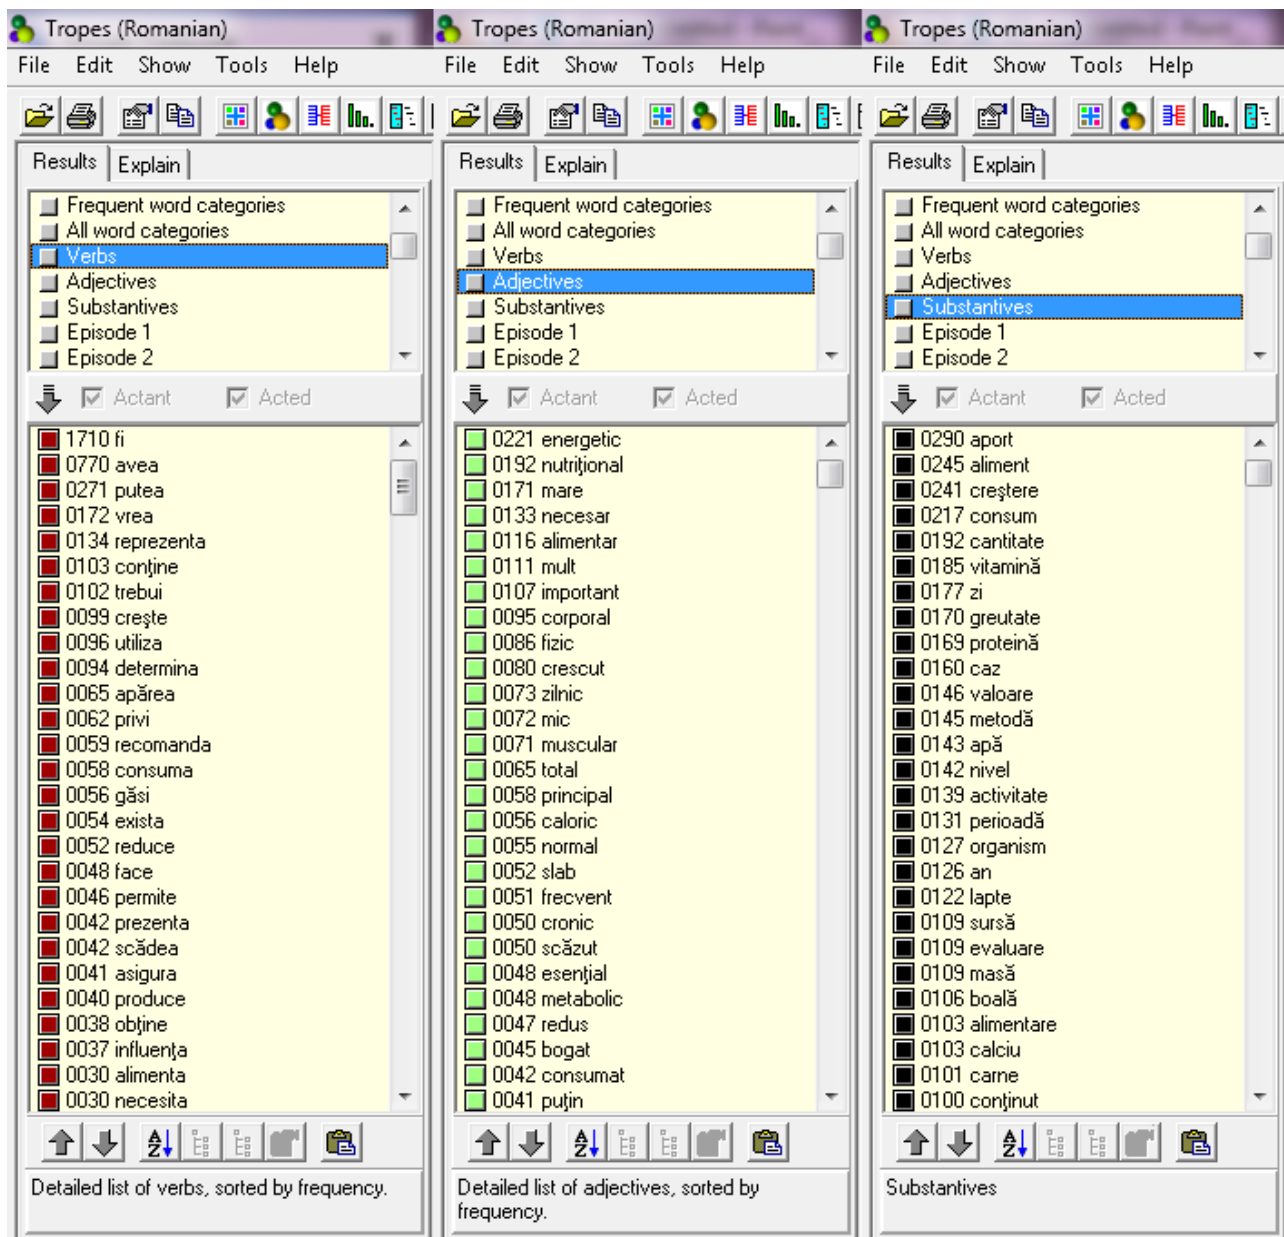 Tropes (Romanian)
File Edit Show Tools Help
Results Explain
Frequent word categories
All word categories
Verbs
Adjectives
Substantives
Episode 1
Episode 2
Actant Acted
1710 fi
0770 avea
0271 putea
0172 vrea
0134 reprezenta
0103 conţine
0102 trebui
0099 creşte
0096 utiliza
0094 determina
0065 apărea
0062 privi
0059 recomanda
0058 consuma
0056 găsi
0054 exista
0052 reduce
0048 face
0046 permite
0042 prezenta
0042 scădea
0041 asigura
0040 produce
0038 obţine
0037 influenţa
0030 alimenta
0030 necesita
Detailed list of verbs, sorted by frequency.
Tropes (Romanian)
File Edit Show Tools Help
Results Explain
Frequent word categories
All word categories
Verbs
Adjectives
Substantives
Episode 1
Episode 2
Actant Acted
0221 energetic
0192 nutriţional
0171 mare
0133 necesar
0116 alimentar
0111 mult
0107 important
0095 corporal
0086 fizic
0080 crescut
0073 zilnic
0072 mic
0071 muscular
0065 total
0058 principal
0056 caloric
0055 normal
0052 slab
0051 frecvent
0050 cronic
0050 scăzut
0048 esenţial
0048 metabolic
0047 redus
0045 bogat
0042 consumat
0041 puţin
Detailed list of adjectives, sorted by
frequency.
Tropes (Romanian)
File Edit Show Tools Help
Results Explain
Frequent word categories
All word categories
Verbs
Adjectives
Substantives
Episode 1
Episode 2
Actant Acted
0290 aport
0245 aliment
0241 creştere
0217 consum
0192 cantitate
0185 vitamină
0177 zi
0170 greutate
0169 proteină
0160 caz
0146 valoare
0145 metodă
0143 apă
0142 nivel
0139 activitate
0131 perioadă
0127 organism
0126 an
0122 lapte
0109 sursă
0109 evaluare
0109 masă
0106 boală
0103 alimentare
0103 calciu
0101 carne
0100 conţinut
Substantives